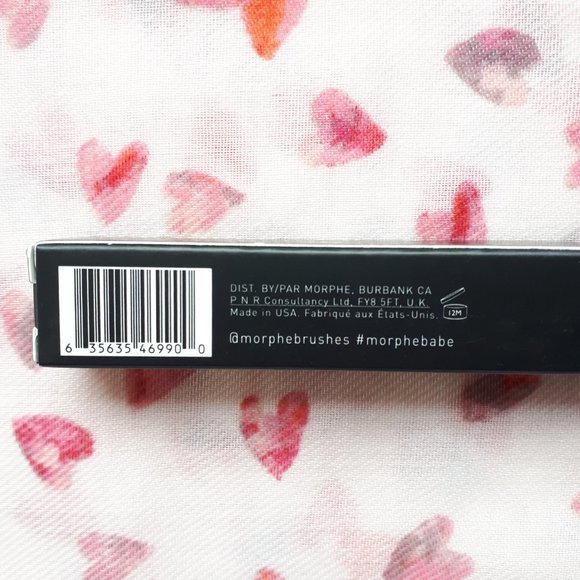 DIST. BY/PAR MORPHE, BURBANK CA
P N R Consultancy Ltd, FY8 5FT, U.K.
Made in USA. Fabriqué aux États-Unis.
12M
@morphebrushes #morphebabe
6 35635 46990 0